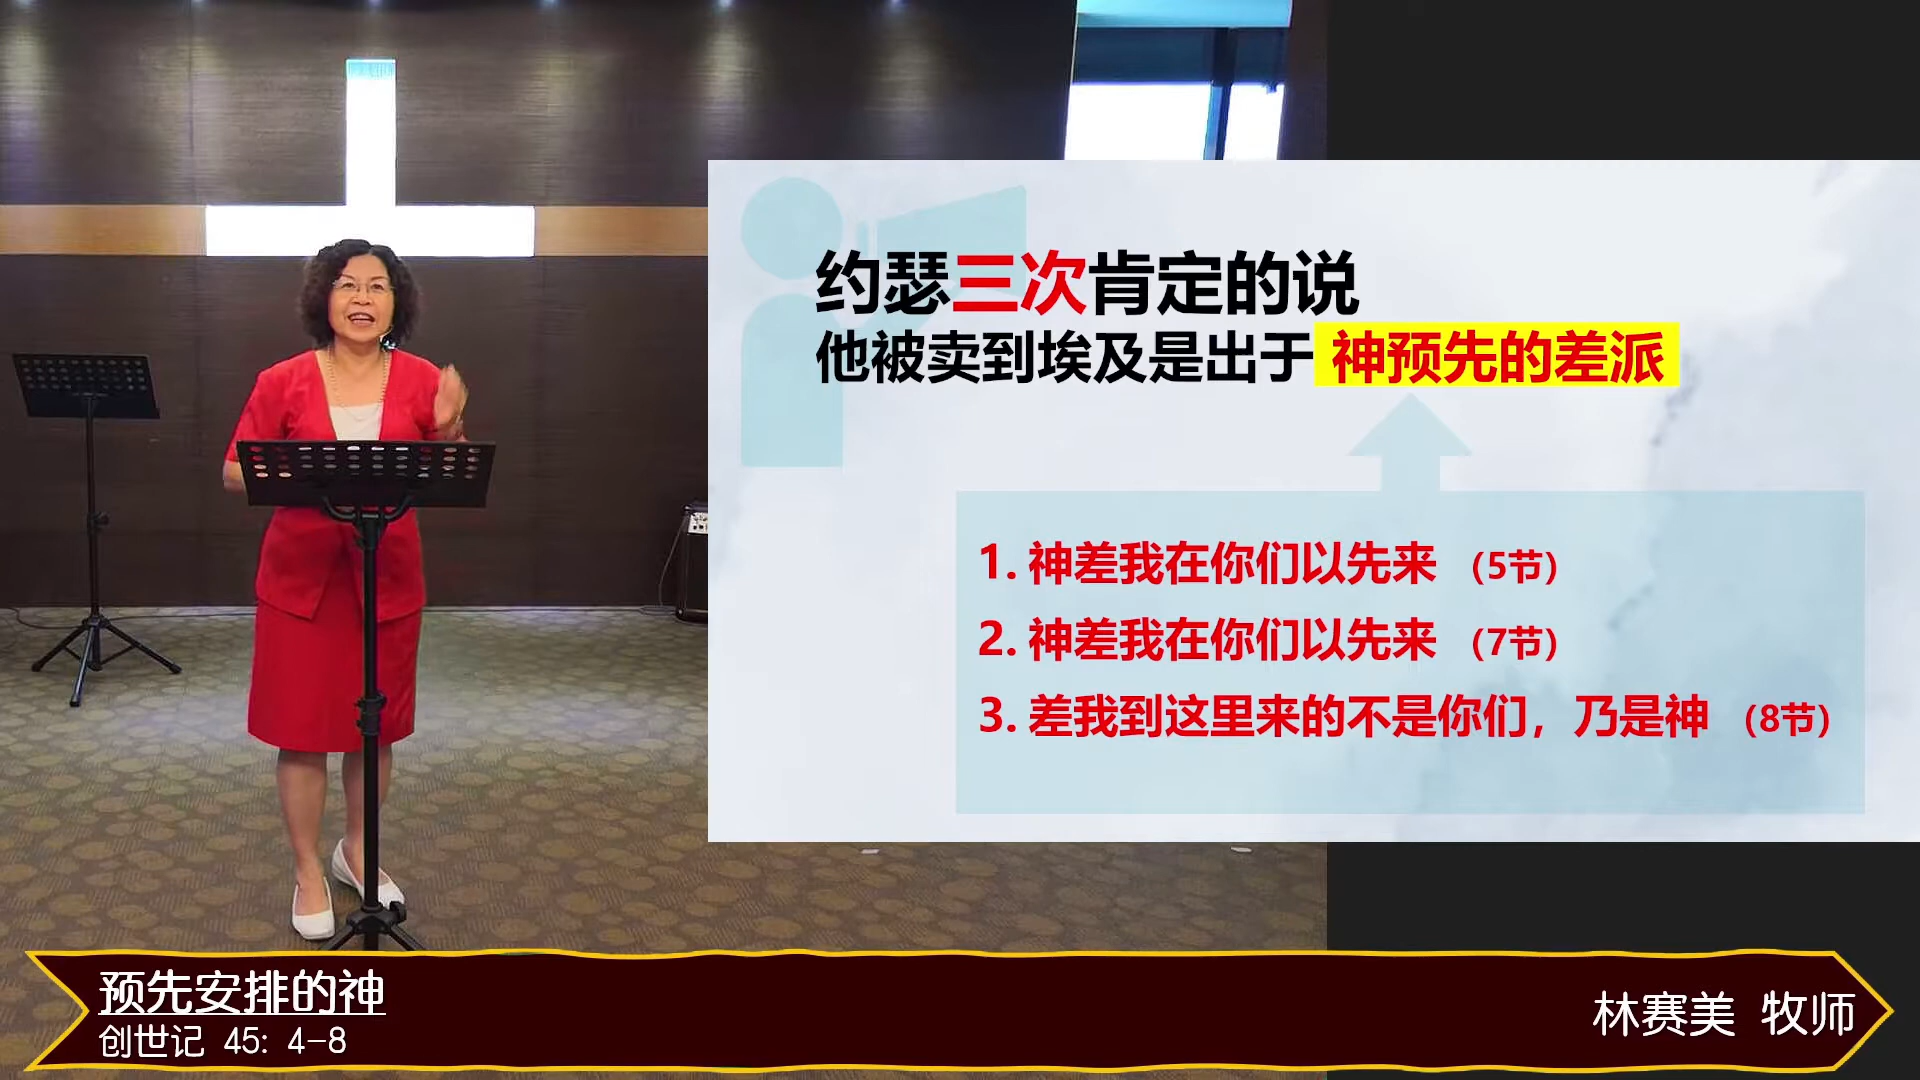 约瑟三次肯定的说
他被卖到埃及是出于 神预先的差派
1. 神差我在你们以先来 （5节）
2. 神差我在你们以先来 （7节）
3. 差我到这里来的不是你们，乃是神 （8节）
预先安排的神
创世记 45: 4-8
林赛美 牧师